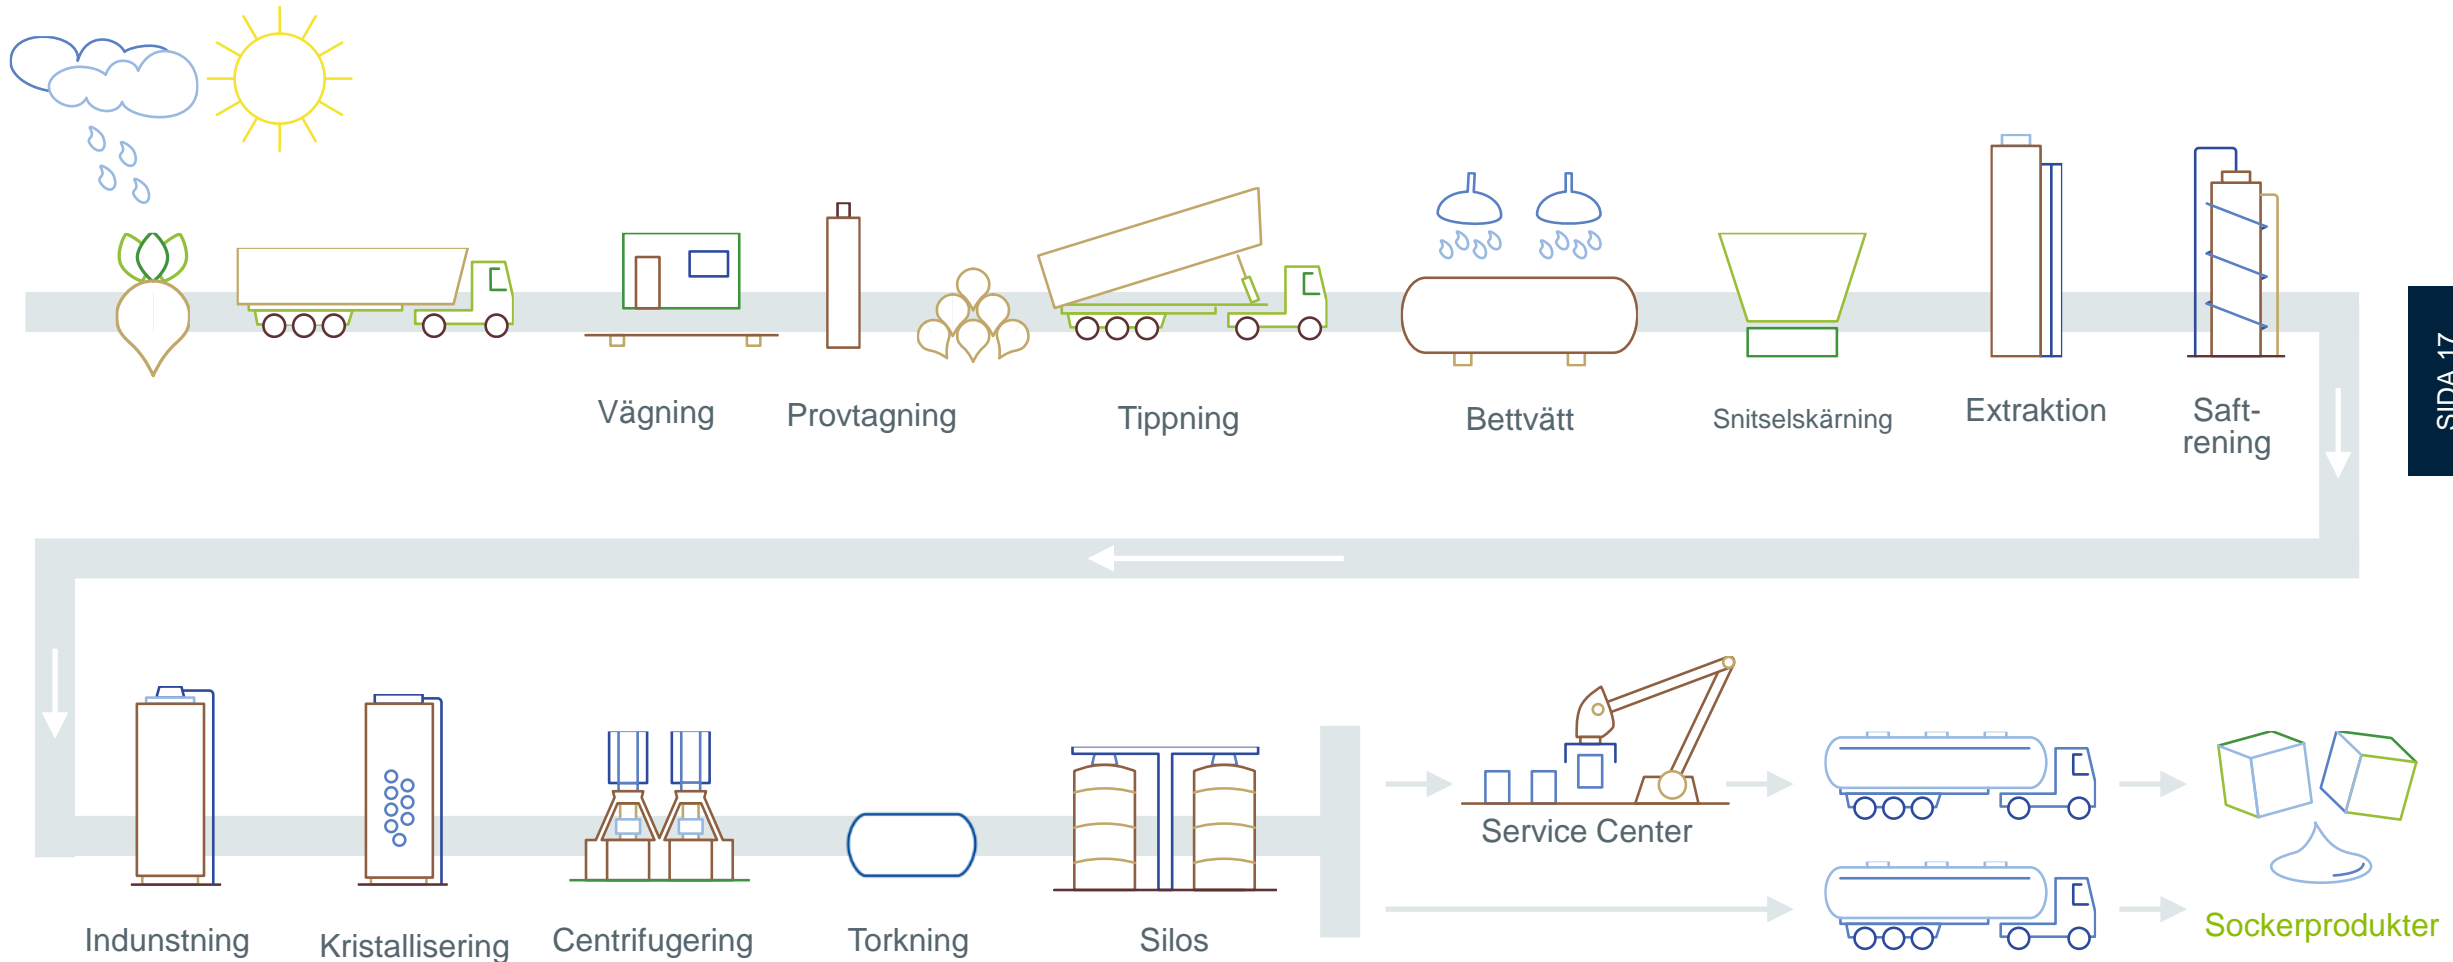 Vägning
Provtagning
Tippning
Bettvätt
Snitselskärning
Extraktion
Saft-
rening
SIDA 17
Indunstning
Kristallisering
Centrifugering
Torkning
Silos
Service Center
Sockerprodukter